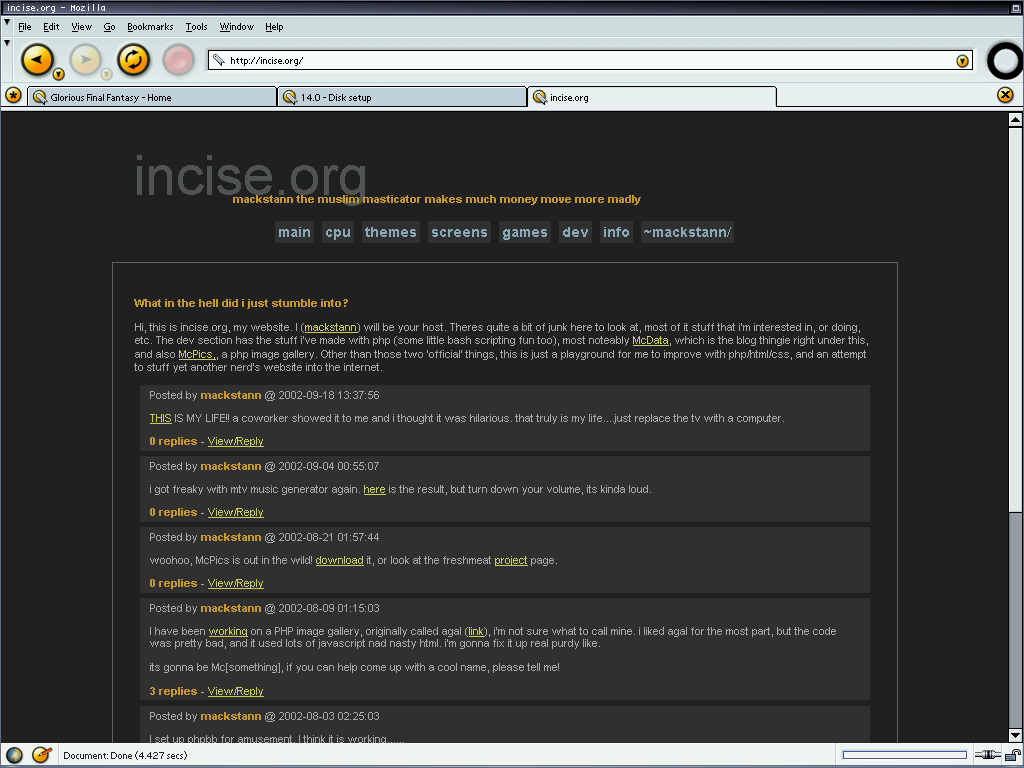 incise.org - Mozilla
File Edit View Go Bookmarks Tools Window Help
http://incise.org/
Glorious Final Fantasy - Home
14.0 - Disk setup
incise.org
incise.org
mackstann the muslim masticator makes much money move more madly
main cpu themes screens games dev info ~mackstann/
What in the hell did i just stumble into?
Hi, this is incise.org, my website. I (mackstann) will be your host. Theres quite a bit of junk here to look at, most of it stuff that i'm interested in, or doing,
etc. The dev section has the stuff i've made with php (some little bash scripting fun too), most noteably McData, which is the blog thingie right under this,
and also McPics,, a php image gallery. Other than those two 'official' things, this is just a playground for me to improve with php/html/css, and an attempt
to stuff yet another nerd's website into the internet.
Posted by mackstann @ 2002-09-18 13:37:56
THIS IS MY LIFE!! a coworker showed it to me and i thought it was hilarious. that truly is my life....just replace the tv with a computer.
0 replies - View/Reply
Posted by mackstann @ 2002-09-04 00:55:07
i got freaky with mtv music generator again. here is the result, but turn down your volume, its kinda loud.
0 replies - View/Reply
Posted by mackstann @ 2002-08-21 01:57:44
woohoo, McPics is out in the wild! download it, or look at the freshmeat project page.
0 replies - View/Reply
Posted by mackstann @ 2002-08-09 01:15:03
I have been working on a PHP image gallery, originally called agal (link), i'm not sure what to call mine. i liked agal for the most part, but the code
was pretty bad, and it used lots of javascript nad nasty html. i'm gonna fix it up real purdy like.
its gonna be Mc[something], if you can help come up with a cool name, please tell me!
3 replies - View/Reply
Posted by mackstann @ 2002-08-03 02:25:03
I set up phpbb for amusement. I think it is working......
Document: Done (4.427 secs)